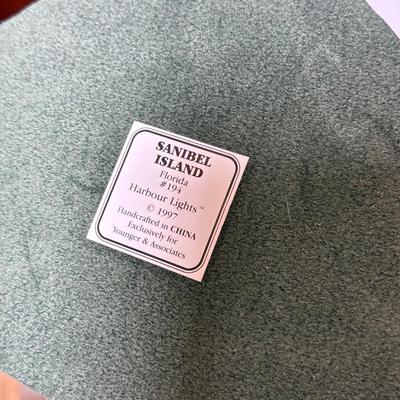 SANIBEL
ISLAND
Florida
#194
Harbour Lights™
© 1997
Handcrafted in CHINA
Exclusively for
Younger & Associates